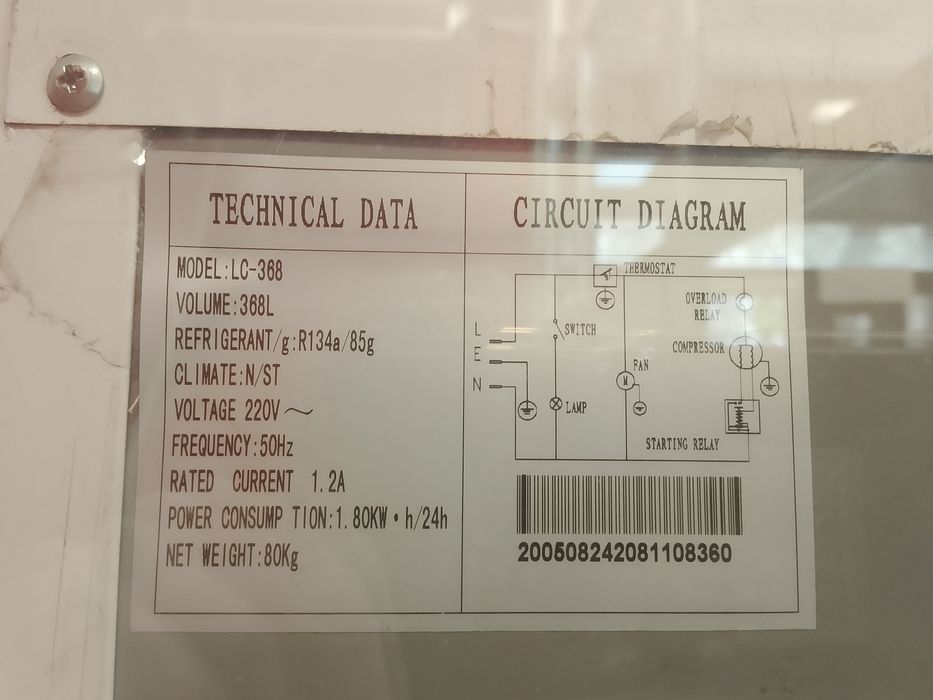 TECHNICAL DATA
MODEL:LC-368
VOLUME:368L
REFRIGERANT/g:R134a/85g
CLIMATE:N/ST
VOLTAGE 220V～
FREQUENCY:50Hz
RATED CURRENT 1.2A
POWER CONSUMP TION:1.80KW·h/24h
NET WEIGHT:80Kg
CIRCUIT DIAGRAM
THERMOSTAT
OVERLOAD
RELAY
L
SWITCH
E
COMPRESSOR
FAN
N
M
LAMP
STARTING RELAY
200508242081108360